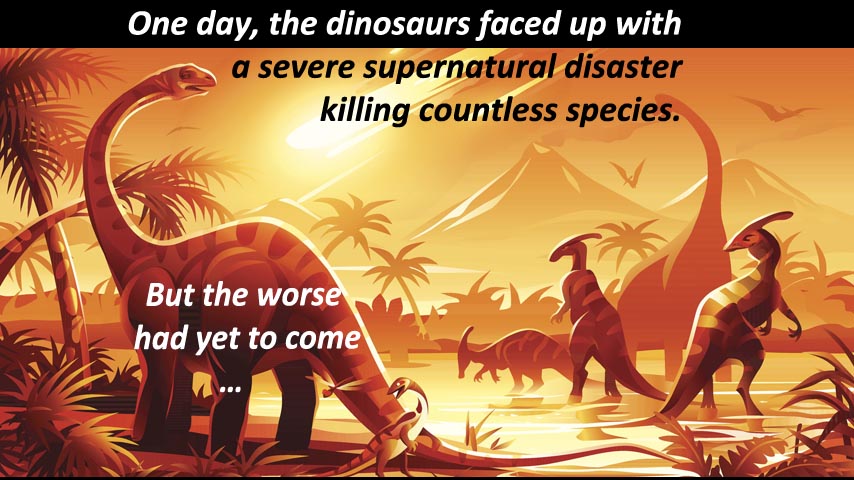 One day, the dinosaurs faced up with
a severe supernatural disaster
killing countless species.
But the worse
had yet to come
...